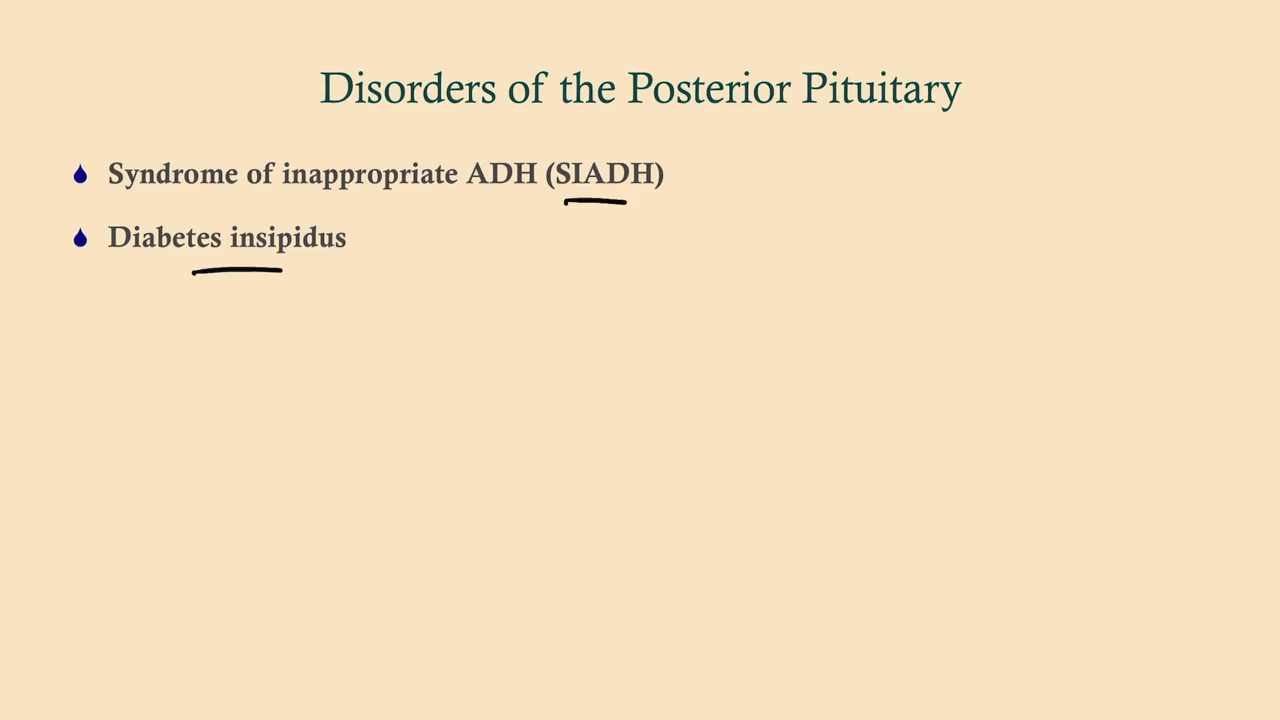 Disorders of the Posterior Pituitary
Syndrome of inappropriate ADH (SIADH)
Diabetes insipidus